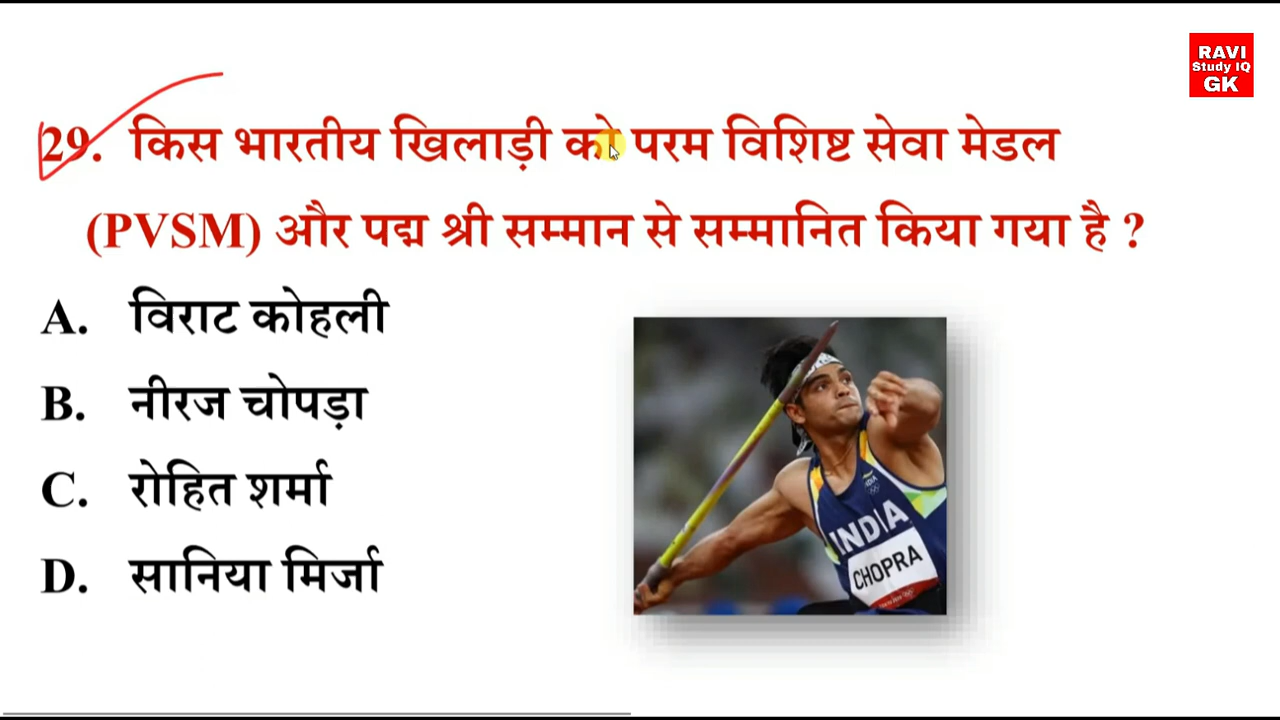 RAVI
Study IQ
GK
29. किस भारतीय खिलाड़ी को परम विशिष्ट सेवा मेडल
(PVSM) और पद्म श्री सम्मान से सम्मानित किया गया है ?
A. विराट कोहली
B. नीरज चोपड़ा
C. रोहित शर्मा
D. सानिया मिर्जा
INDIA
CHOPRA